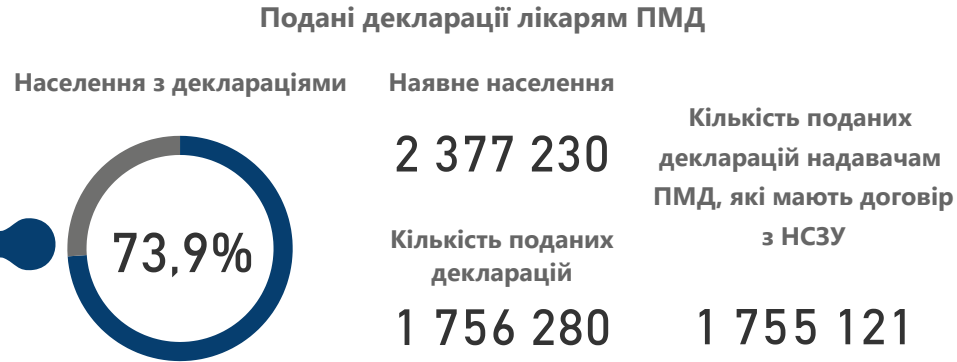 Подані декларації лікарям ПМД
Населення з деклараціями
73,9%
Наявне населення
2 377 230
Кількість поданих
декларацій
1 756 280
Кількість поданих
декларацій надавачам
ПМД, які мають договір
з НСЗУ
1 755 121